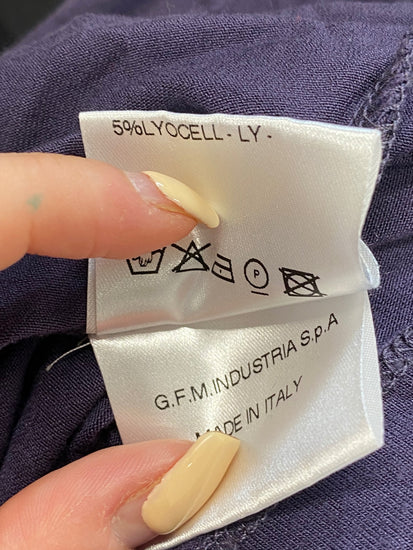 5%LYOCELL - LY -
P
G.F.M.INDUSTRIA S.p.A
MADE IN ITALY